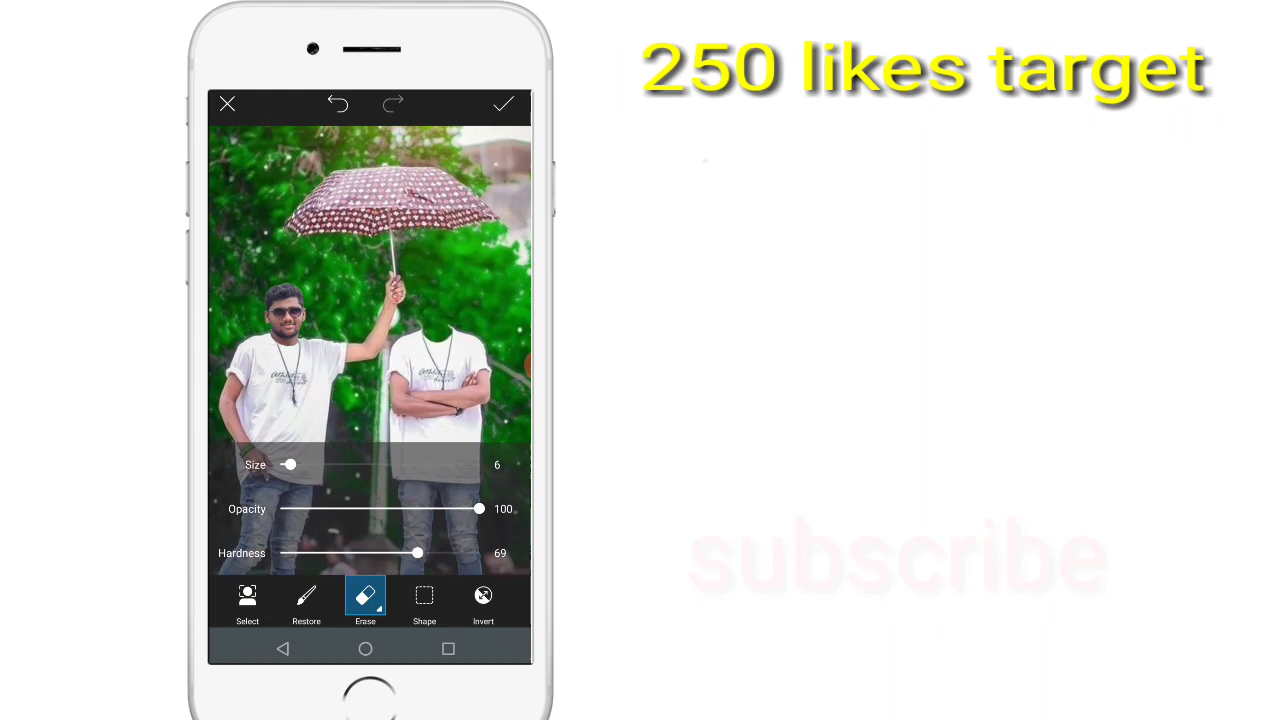 250 likes target
Size 6
Opacity 100
Hardness 69
Select Restore Erase Shape Invert
subscribe